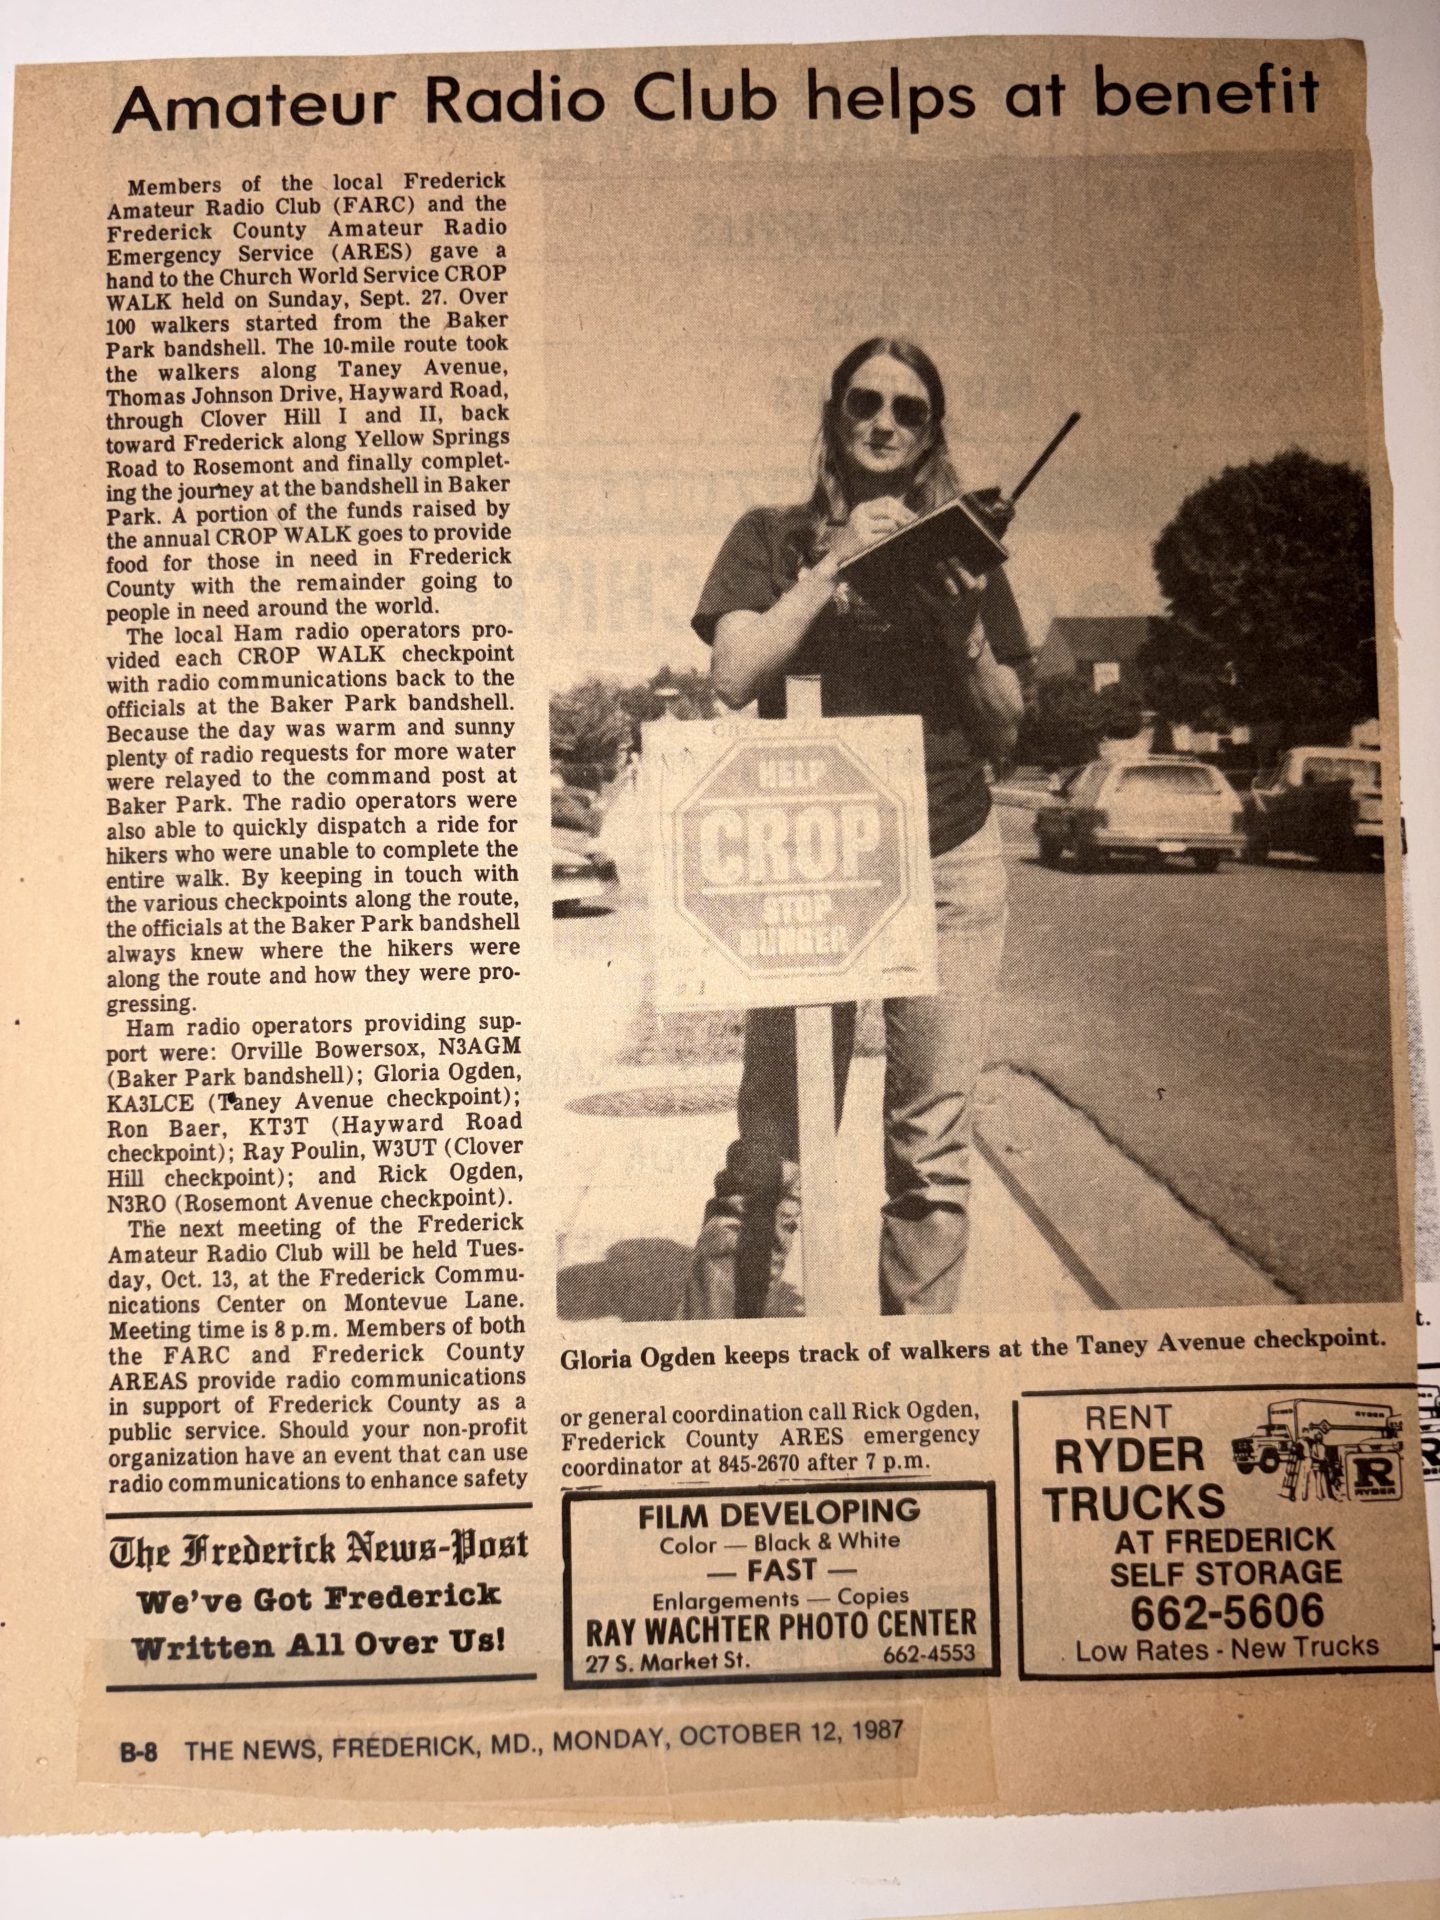 Amateur Radio Club helps at benefit
Members of the local Frederick
Amateur Radio Club (FARC) and the
Frederick County Amateur Radio
Emergency Service (ARES) gave a
hand to the Church World Service CROP
WALK held on Sunday, Sept. 27. Over
100 walkers started from the Baker
Park bandshell. The 10-mile route took
the walkers along Taney Avenue,
Thomas Johnson Drive, Hayward Road,
through Clover Hill I and II, back
toward Frederick along Yellow Springs
Road to Rosemont and finally complet-
ing the journey at the bandshell in Baker
Park. A portion of the funds raised by
the annual CROP WALK goes to provide
food for those in need in Frederick
County with the remainder going to
people in need around the world.
The local Ham radio operators pro-
vided each CROP WALK checkpoint
with radio communications back to the
officials at the Baker Park bandshell.
Because the day was warm and sunny
plenty of radio requests for more water
were relayed to the command post at
Baker Park. The radio operators were
also able to quickly dispatch a ride for
hikers who were unable to complete the
entire walk. By keeping in touch with
the various checkpoints along the route,
the officials at the Baker Park bandshell
always knew where the hikers were
along the route and how they were pro-
gressing.
Ham radio operators providing sup-
port were: Orville Bowersox, N3AGM
(Baker Park bandshell); Gloria Ogden,
KA3LCE (Taney Avenue checkpoint);
Ron Baer, KT3T (Hayward Road
checkpoint); Ray Poulin, W3UT (Clover
Hill checkpoint); and Rick Ogden,
N3RO (Rosemont Avenue checkpoint).
The next meeting of the Frederick
Amateur Radio Club will be held Tues-
day, Oct. 13, at the Frederick Commu-
nications Center on Montevue Lane.
Meeting time is 8 p.m. Members of both
the FARC and Frederick County
AREAS provide radio communications
in support of Frederick County as a
public service. Should your non-profit
organization have an event that can use
radio communications to enhance safety
HELP
CROP
STOP
HUNGER
Gloria Ogden keeps track of walkers at the Taney Avenue checkpoint.
or general coordination call Rick Ogden,
Frederick County ARES emergency
coordinator at 845-2670 after 7 p.m.
The Frederick News-Post
We've Got Frederick
Written All Over Us!
FILM DEVELOPING
Color — Black & White
— FAST —
Enlargements — Copies
RAY WACHTER PHOTO CENTER
27 S. Market St. 662-4553
RENT
RYDER
TRUCKS
RYDER
R
RYDER
AT FREDERICK
SELF STORAGE
662-5606
Low Rates - New Trucks
B-8 THE NEWS, FREDERICK, MD., MONDAY, OCTOBER 12, 1987